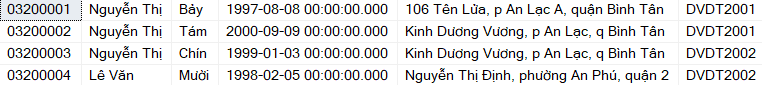 03200001 Nguyễn Thị Bảy 1997-08-08 00:00:00.000 106 Tên Lửa, p An Lạc A, quận Bình Tân DVDT2001
03200002 Nguyễn Thị Tám 2000-09-09 00:00:00.000 Kinh Dương Vương, p An Lạc, q Bình Tân DVDT2001
03200003 Nguyễn Thị Chín 1999-01-03 00:00:00.000 Kinh Dương Vương, p An Lạc, q Bình Tân DVDT2002
03200004 Lê Văn Mười 1998-02-05 00:00:00.000 Nguyễn Thị Định, phường An Phú, quận 2 DVDT2002